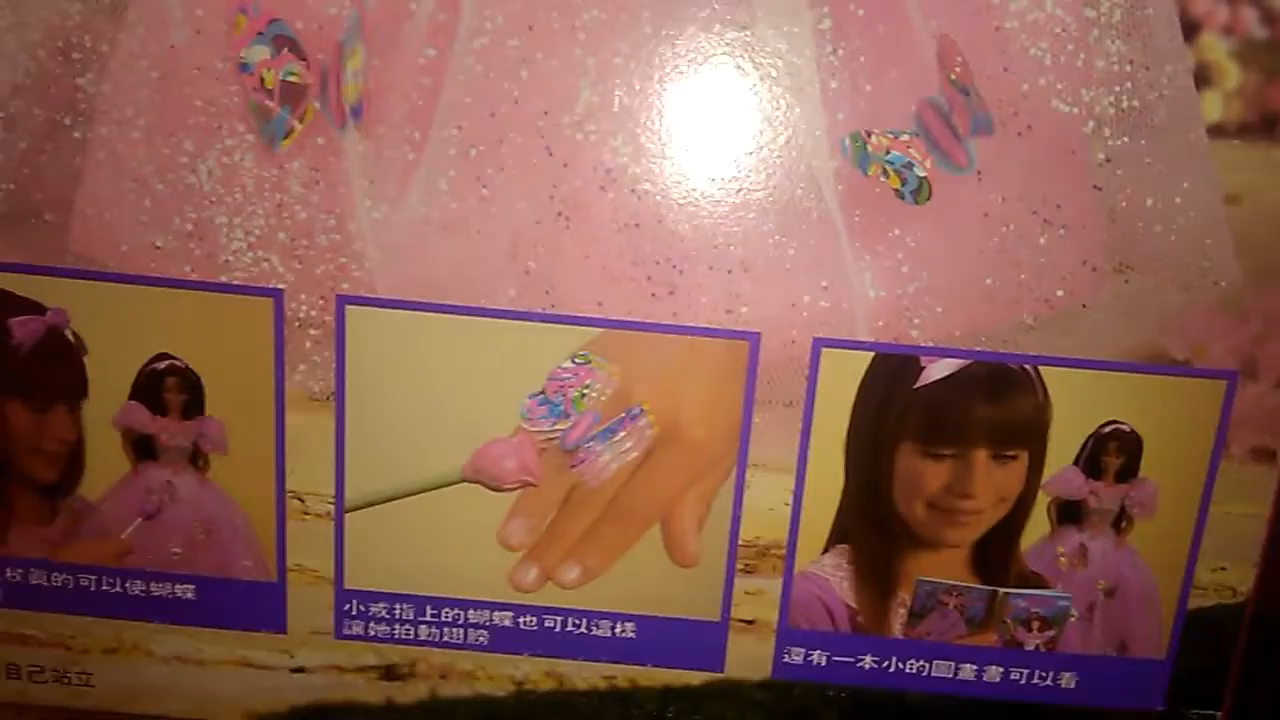 杖真的可以使蝴蝶
小戒指上的蝴蝶也可以這樣
讓她拍動翅膀
還有一本小的圖畫書可以看
自己站立